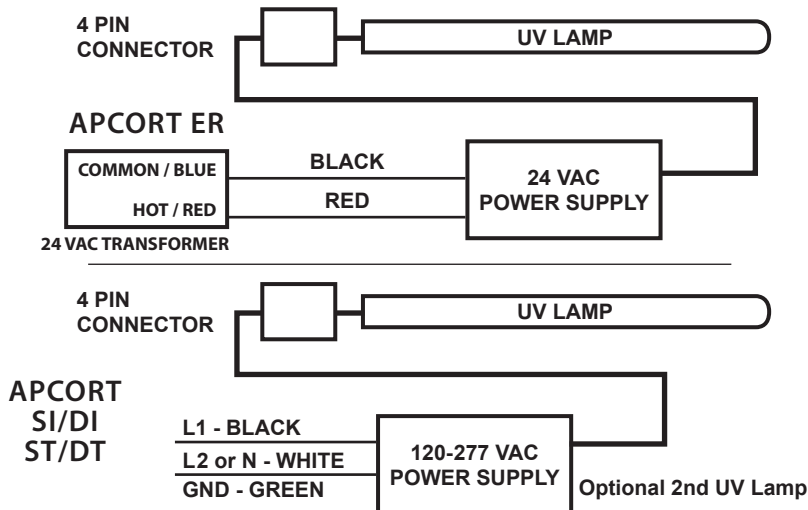 4 PIN
CONNECTOR
UV LAMP
APCORT ER
COMMON / BLUE
BLACK
HOT / RED
RED
24 VAC
POWER SUPPLY
24 VAC TRANSFORMER
4 PIN
CONNECTOR
UV LAMP
APCORT
SI/DI
ST/DT
L1 - BLACK
L2 or N - WHITE
GND - GREEN
120-277 VAC
POWER SUPPLY
Optional 2nd UV Lamp